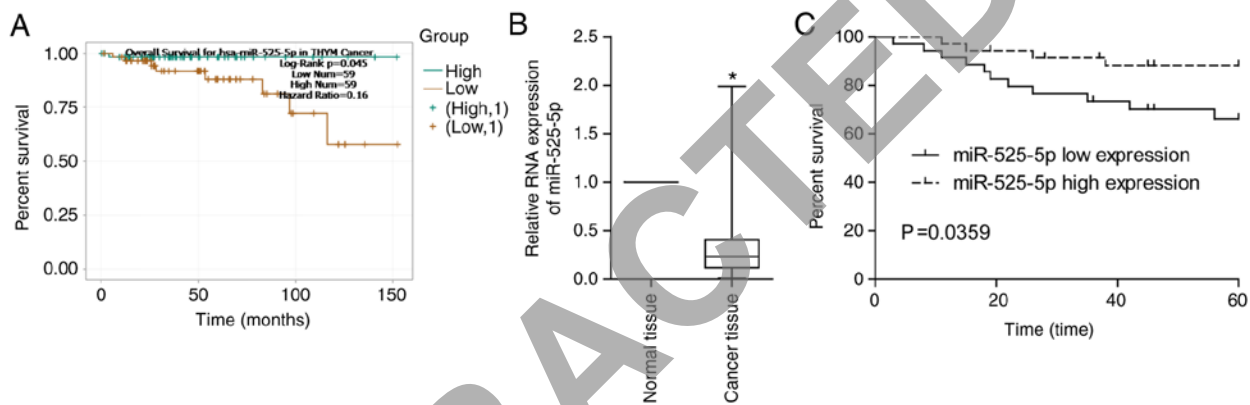 A
Overall Survival for hsa-miR-525-5p in THYM Cancer
Log-Rank p=0.045
Low Num=59
High Num=59
Hazard Ratio=0.16
Percent survival
1.00
0.75
0.50
0.25
0.00
0 50 100 150
Time (months)
Group
High
Low
(High,1)
(Low,1)
B
Relative RNA expression
of miR-525-5p
2.5
2.0
1.5
1.0
0.5
0.0
*
Normal tissue
Cancer tissue
C
Percent survival
100
80
60
40
20
0
miR-525-5p low expression
miR-525-5p high expression
P=0.0359
0 20 40 60
Time (time)